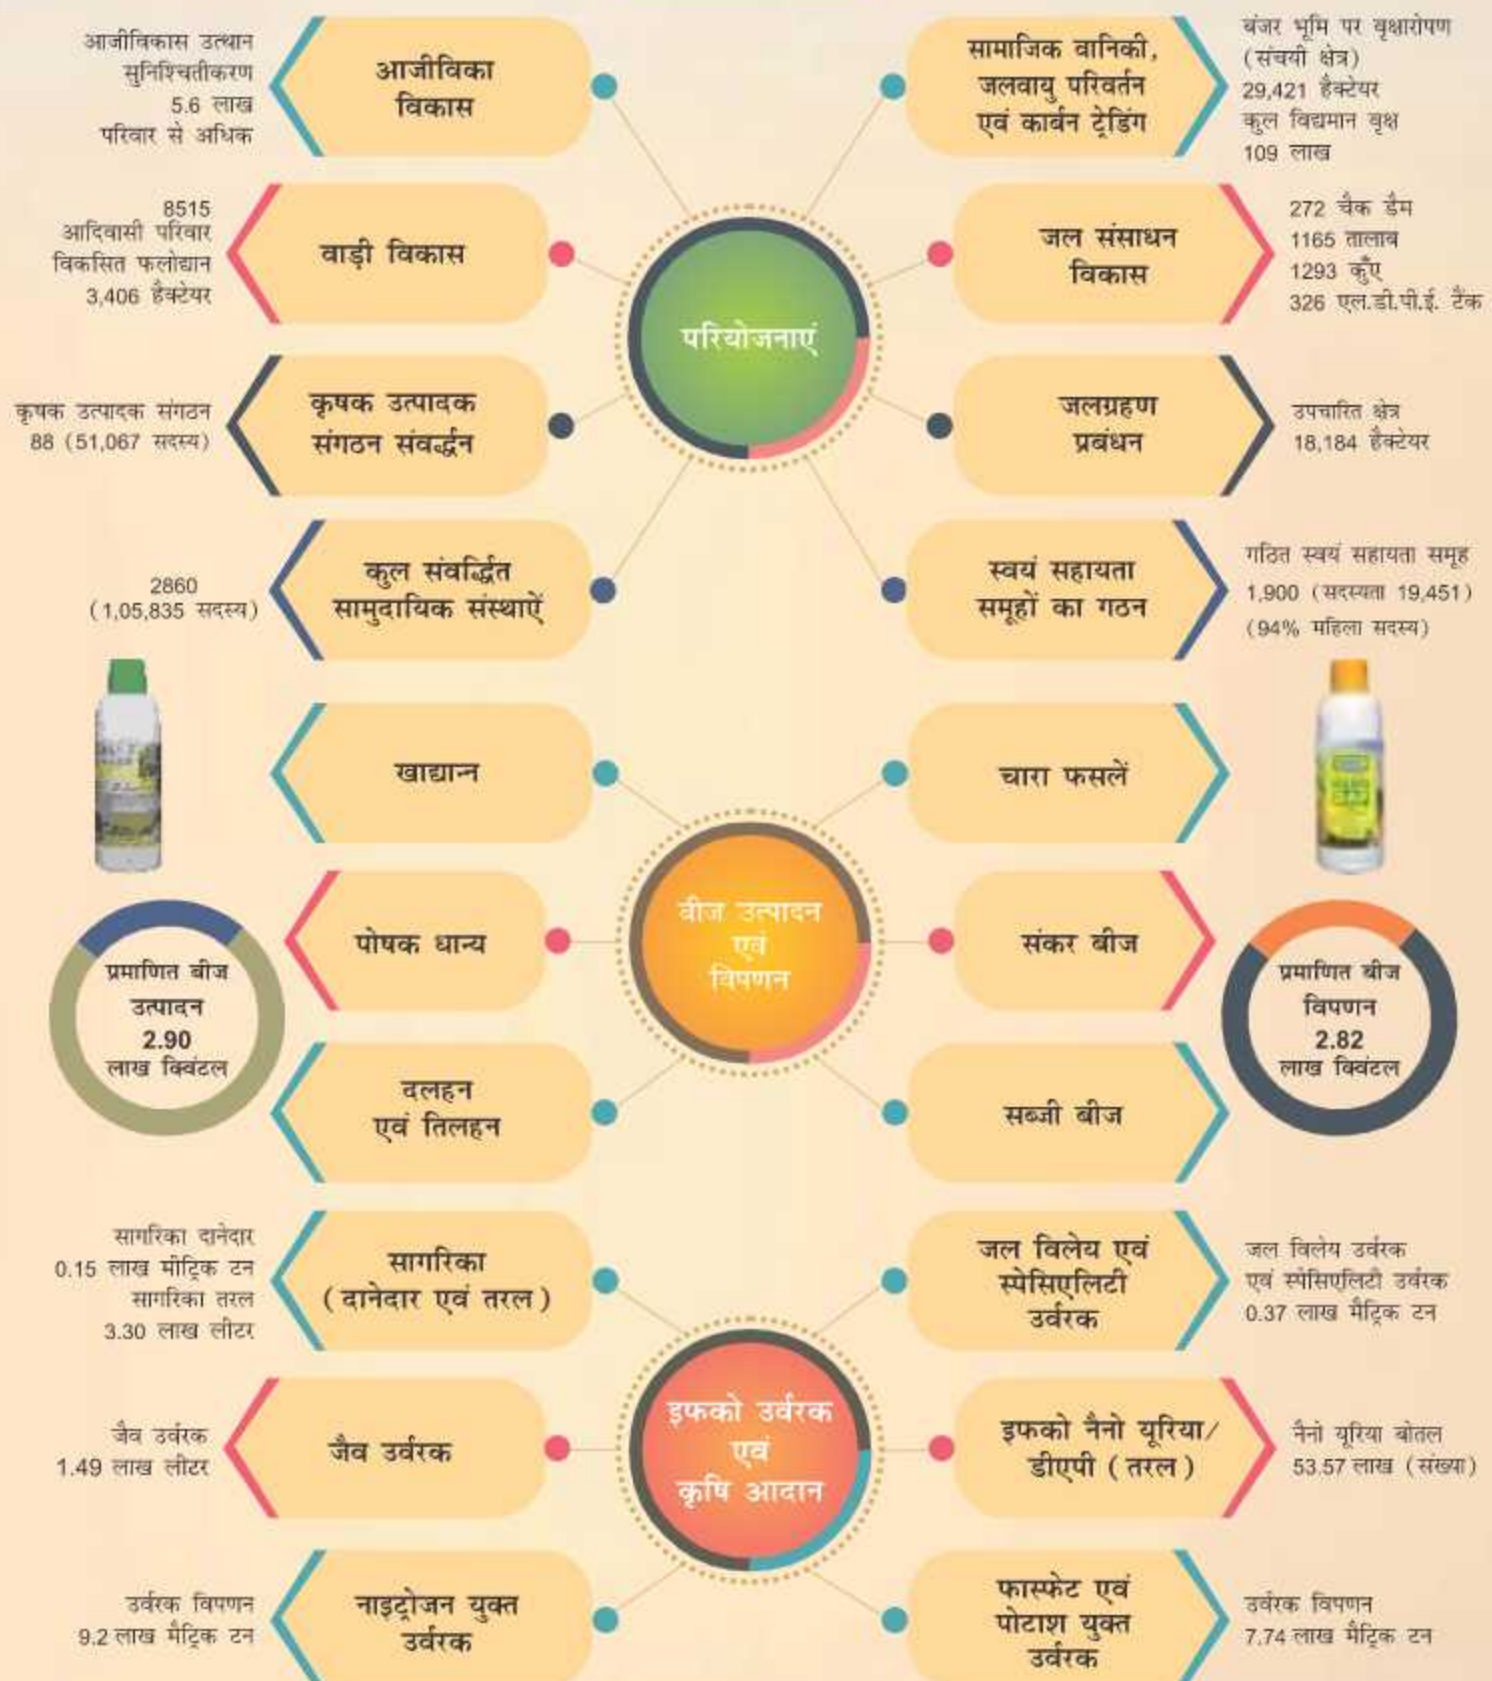 आजीविकास उत्थान
सुनिश्चितीकरण
5.6 लाख
परिवार से अधिक
आजीविका
विकास
सामाजिक वानिकी,
जलवायु परिवर्तन
एवं कार्बन ट्रेडिंग
बंजर भूमि पर वृक्षारोपण
(संचयी क्षेत्र)
29,421 हैक्टेयर
कुल विद्यमान वृक्ष
109 लाख
8515
आदिवासी परिवार
विकसित फलोद्यान
3,406 हैक्टेयर
वाड़ी विकास
जल संसाधन
विकास
272 चैक डैम
1165 तालाब
1293 कुँए
326 एल.डी.पी.ई. टैंक
परियोजनाएं
कृषक उत्पादक संगठन
88 (51,067 सदस्य)
कृषक उत्पादक
संगठन संवर्द्धन
जलग्रहण
प्रबंधन
उपचारित क्षेत्र
18,184 हैक्टेयर
2860
(1,05,835 सदस्य)
कुल संवर्द्धित
सामुदायिक संस्थाऐं
स्वयं सहायता
समूहों का गठन
गठित स्वयं सहायता समूह
1,900 (सदस्यता 19,451)
(94% महिला सदस्य)
खाद्यान्न
चारा फसलें
बीज उत्पादन
एवं
विपणन
पोषक धान्य
संकर बीज
प्रमाणित बीज
उत्पादन
2.90
लाख क्विंटल
प्रमाणित बीज
विपणन
2.82
लाख क्विंटल
दलहन
एवं तिलहन
सब्जी बीज
सागरिका दानेदार
0.15 लाख मीट्रिक टन
सागरिका तरल
3.30 लाख लीटर
सागरिका
(दानेदार एवं तरल)
जल विलेय एवं
स्पेसिएलिटी
उर्वरक
जल विलेय उर्वरक
एवं स्पेसिएलिटी उर्वरक
0.37 लाख मैट्रिक टन
इफको उर्वरक
एवं
कृषि आदान
जैव उर्वरक
1.49 लाख लीटर
जैव उर्वरक
इफको नैनो यूरिया/
डीएपी (तरल)
नैनो यूरिया बोतल
53.57 लाख (संख्या)
उर्वरक विपणन
9.2 लाख मैट्रिक टन
नाइट्रोजन युक्त
उर्वरक
फास्फेट एवं
पोटाश युक्त
उर्वरक
उर्वरक विपणन
7.74 लाख मैट्रिक टन